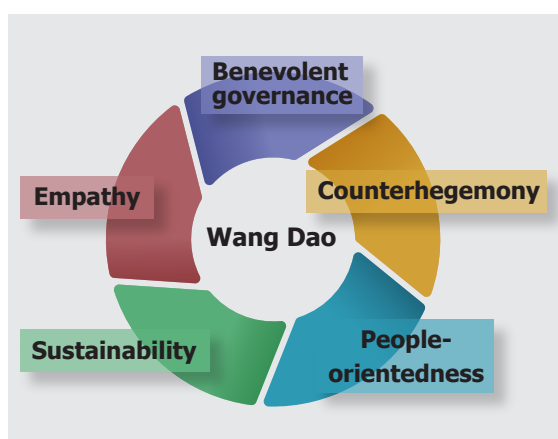 Benevolent
governance
Empathy
Counterhegemony
Wang Dao
Sustainability
People-
orientedness